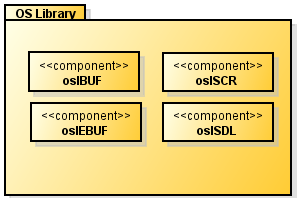 OS Library
<<component>>
osIBUF
<<component>>
osISCR
<<component>>
osIEBUF
<<component>>
osISDL